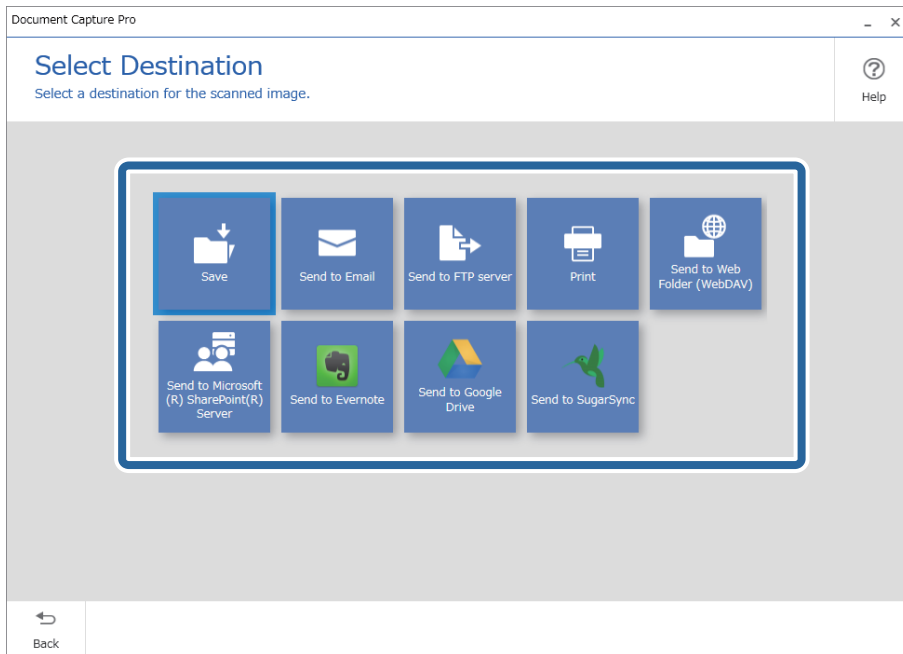 Document Capture Pro
Select Destination
Select a destination for the scanned image.
Help
Save
Send to Email
Send to FTP server
Print
Send to Web
Folder (WebDAV)
Send to Microsoft
(R) SharePoint(R)
Server
Send to Evernote
Send to Google
Drive
Send to SugarSync
Back